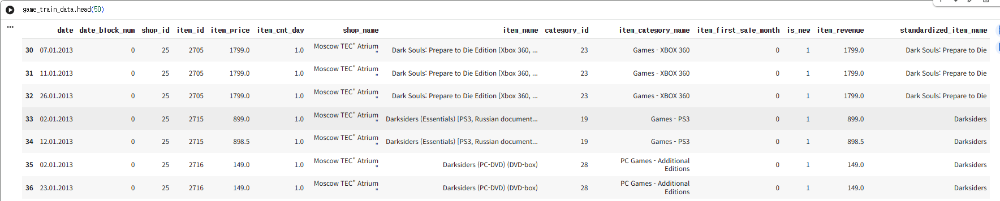 game_train_data.head(50)
...
date date_block_num shop_id item_id item_price item_cnt_day shop_name item_name category_id item_category_name item_first_sale_month is_new item_revenue standardized_item_name
30 07.01.2013 0 25 2705 1799.0 1.0 Moscow TEC" Atrium " Dark Souls: Prepare to Die Edition [Xbox 360, ... 23 Games - XBOX 360 0 1 1799.0 Dark Souls: Prepare to Die
31 11.01.2013 0 25 2705 1799.0 1.0 Moscow TEC" Atrium " Dark Souls: Prepare to Die Edition [Xbox 360, ... 23 Games - XBOX 360 0 1 1799.0 Dark Souls: Prepare to Die
32 26.01.2013 0 25 2705 1799.0 1.0 Moscow TEC" Atrium " Dark Souls: Prepare to Die Edition [Xbox 360, ... 23 Games - XBOX 360 0 1 1799.0 Dark Souls: Prepare to Die
33 02.01.2013 0 25 2715 899.0 1.0 Moscow TEC" Atrium " Darksiders (Essentials) [PS3, Russian document... 19 Games - PS3 0 1 899.0 Darksiders
34 12.01.2013 0 25 2715 898.5 1.0 Moscow TEC" Atrium " Darksiders (Essentials) [PS3, Russian document... 19 Games - PS3 0 1 898.5 Darksiders
35 02.01.2013 0 25 2716 149.0 1.0 Moscow TEC" Atrium " Darksiders (PC-DVD) (DVD-box) 28 PC Games - Additional Editions 0 1 149.0 Darksiders
36 23.01.2013 0 25 2716 149.0 1.0 Moscow TEC" Atrium " Darksiders (PC-DVD) (DVD-box) 28 PC Games - Additional Editions 0 1 149.0 Darksiders